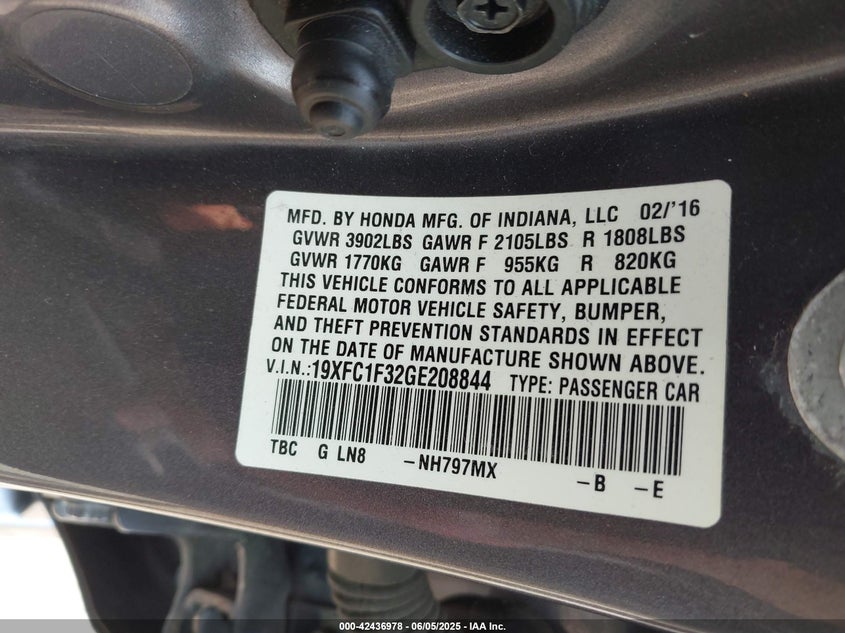 MFD. BY HONDA MFG. OF INDIANA, LLC 02/'16
GVWR 3902LBS GAWR F 2105LBS R 1808LBS
GVWR 1770KG GAWR F 955KG R 820KG
THIS VEHICLE CONFORMS TO ALL APPLICABLE
FEDERAL MOTOR VEHICLE SAFETY, BUMPER,
AND THEFT PREVENTION STANDARDS IN EFFECT
ON THE DATE OF MANUFACTURE SHOWN ABOVE.
V.I.N.:19XFC1F32GE208844 TYPE: PASSENGER CAR
TBC G LN8 -NH797MX -B -E
000-42436978 - 06/05/2025 - IAA Inc.